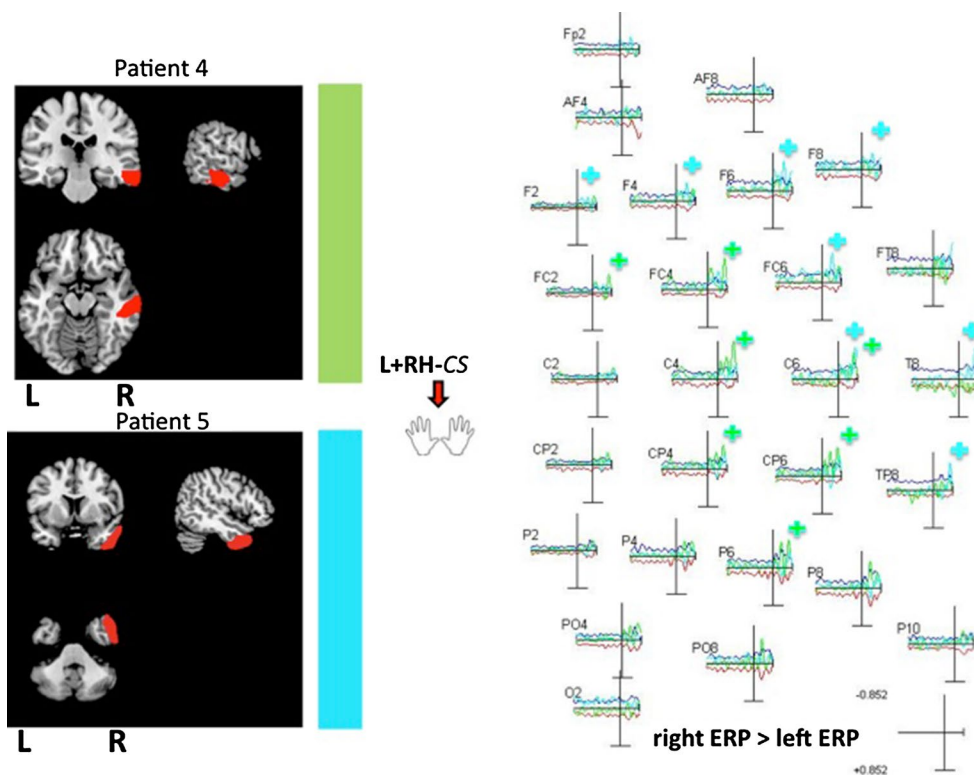 Patient 4
L R
Patient 5
L R
L+RH-CS
Fp2
AF8
AF4
F8
F6
F4
F2
FT8
FC6
FC4
FC2
C2
C4
C6
T8
CP2
CP4
CP6
TP8
P2
P4
P6
P8
PO4
PO8
P10
O2
-0.852
right ERP > left ERP
+0.852